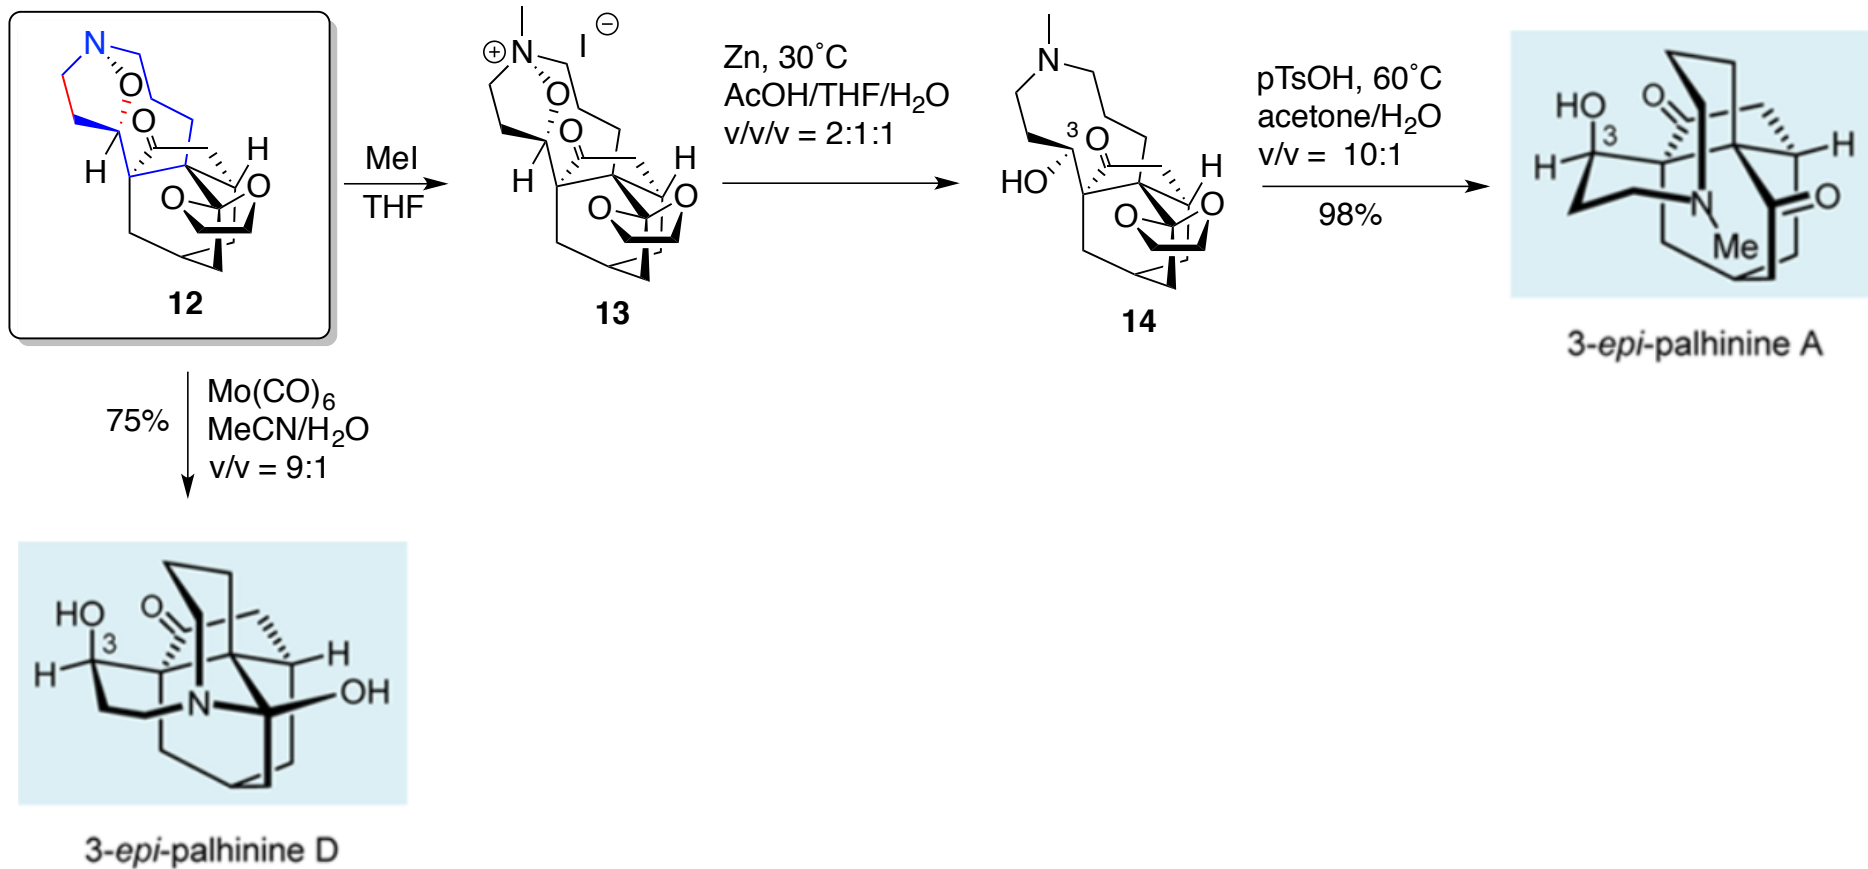 N
O
O
H
H
O
O
12
MeI
THF
⊕ N
I ⊖
O
O
H
H
O
O
13
Zn, 30˚C
AcOH/THF/H2O
v/v/v = 2:1:1
N
3
O
HO
H
O
O
14
pTsOH, 60˚C
acetone/H2O
v/v = 10:1
98%
HO
O
3
H
H
N
O
Me
3-epi-palhinine A
75%
Mo(CO)6
MeCN/H2O
v/v = 9:1
HO
O
3
H
H
N
OH
3-epi-palhinine D